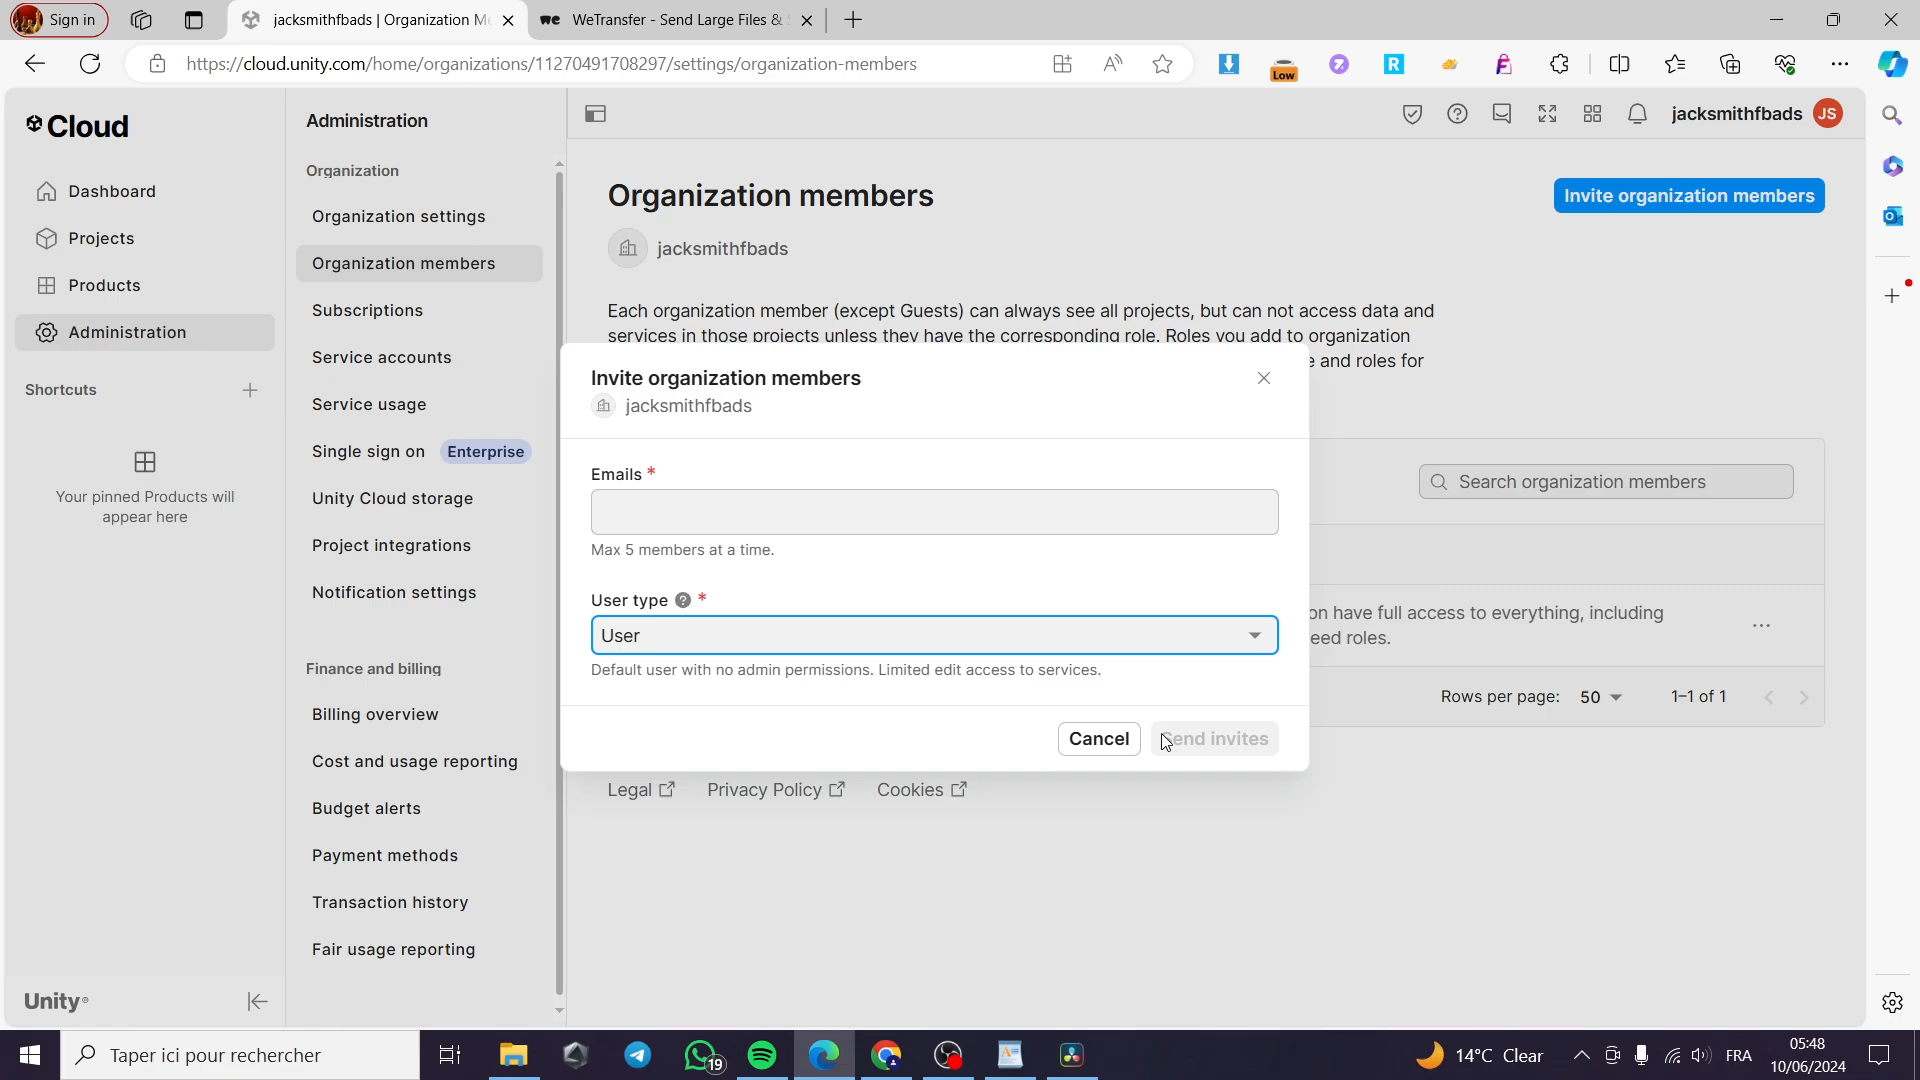 Sign in
jacksmithfbads | Organization Me
WeTransfer - Send Large Files &
https://cloud.unity.com/home/organizations/11270491708297/settings/organization-members
Low
Cloud
Dashboard
Projects
Products
Administration
Shortcuts
Your pinned Products will
appear here
Unity
Administration
Organization
Organization settings
Organization members
Subscriptions
Service accounts
Service usage
Single sign on Enterprise
Unity Cloud storage
Project integrations
Notification settings
Finance and billing
Billing overview
Cost and usage reporting
Budget alerts
Payment methods
Transaction history
Fair usage reporting
jacksmithfbads JS
Organization members
Invite organization members
jacksmithfbads
Each organization member (except Guests) can always see all projects, but can not access data and
services in those projects unless they have the corresponding role. Roles you add to organization
and roles for
Search organization members
on have full access to everything, including
eed roles.
Rows per page: 50 1–1 of 1
Invite organization members
jacksmithfbads
Emails *
Max 5 members at a time.
User type ? *
User
Default user with no admin permissions. Limited edit access to services.
Cancel Send invites
Legal Privacy Policy Cookies
Taper ici pour rechercher
19
14°C Clear
FRA
05:48
10/06/2024